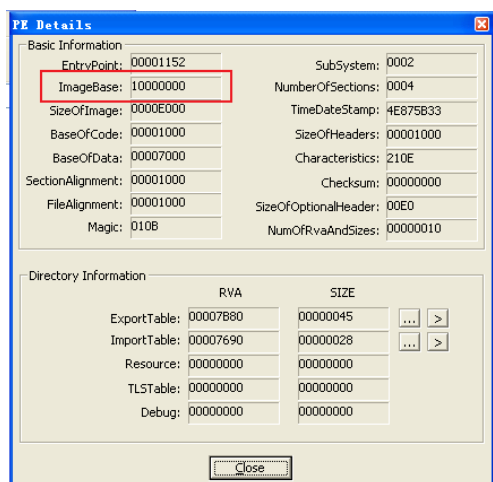 PE Details
Basic Information
EntryPoint: 00001152 SubSystem: 0002
ImageBase: 10000000 NumberOfSections: 0004
SizeOfImage: 0000E000 TimeDateStamp: 4E875B33
BaseOfCode: 00001000 SizeOfHeaders: 00001000
BaseOfData: 00007000 Characteristics: 210E
SectionAlignment: 00001000 Checksum: 00000000
FileAlignment: 00001000 SizeOfOptionalHeader: 00E0
Magic: 010B NumOfRvaAndSizes: 00000010
Directory Information
RVA SIZE
ExportTable: 00007B80 00000045 ... >
ImportTable: 00007690 00000028 ... >
Resource: 00000000 00000000
TLSTable: 00000000 00000000
Debug: 00000000 00000000
Close